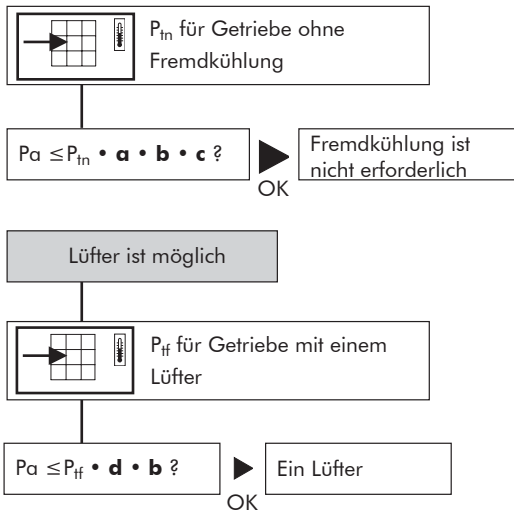 Ptn für Getriebe ohne
Fremdkühlung
Pa ≤Ptn • a • b • c ?
OK
Fremdkühlung ist
nicht erforderlich
Lüfter ist möglich
Ptf für Getriebe mit einem
Lüfter
Pa ≤Ptf • d • b ?
OK
Ein Lüfter